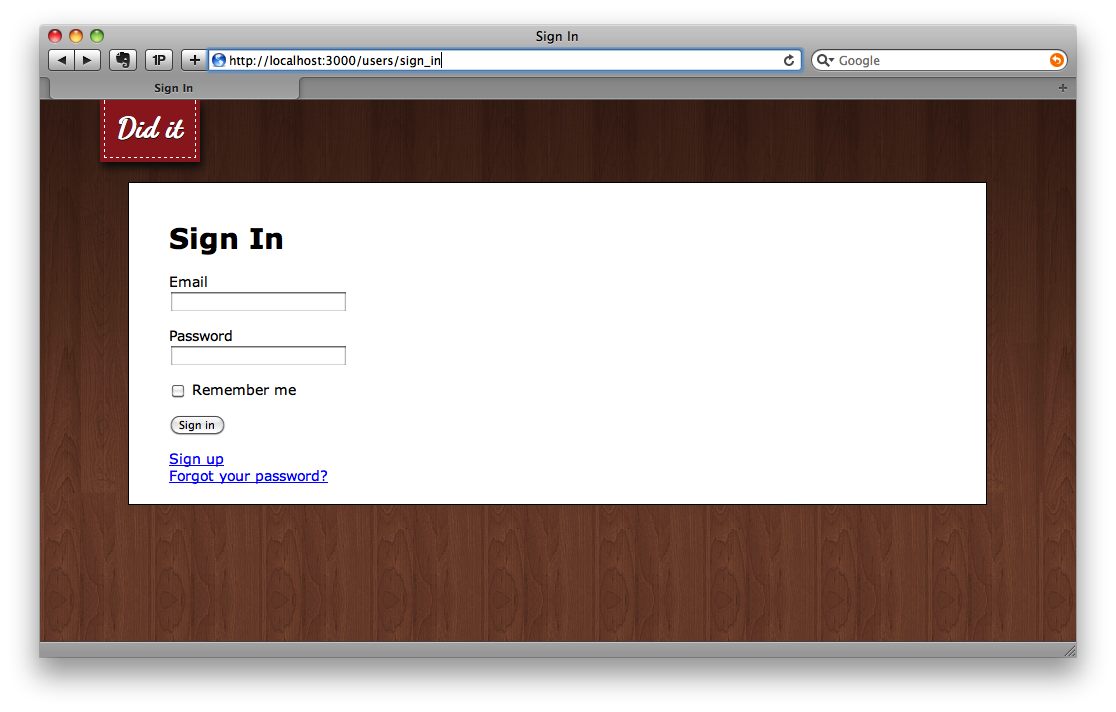 Sign In
1P
+
http://localhost:3000/users/sign_in
Google
Sign In
+
Did it
Sign In
Email
Password
Remember me
Sign in
Sign up
Forgot your password?